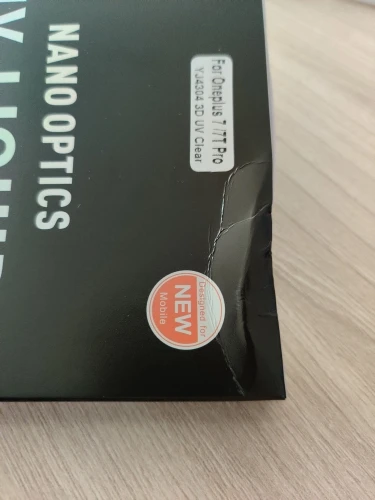 NANO OPTICS
For Oneplus 7 /7T Pro
YJ4304 3D UV Clear
Designed for
NEW
Mobile